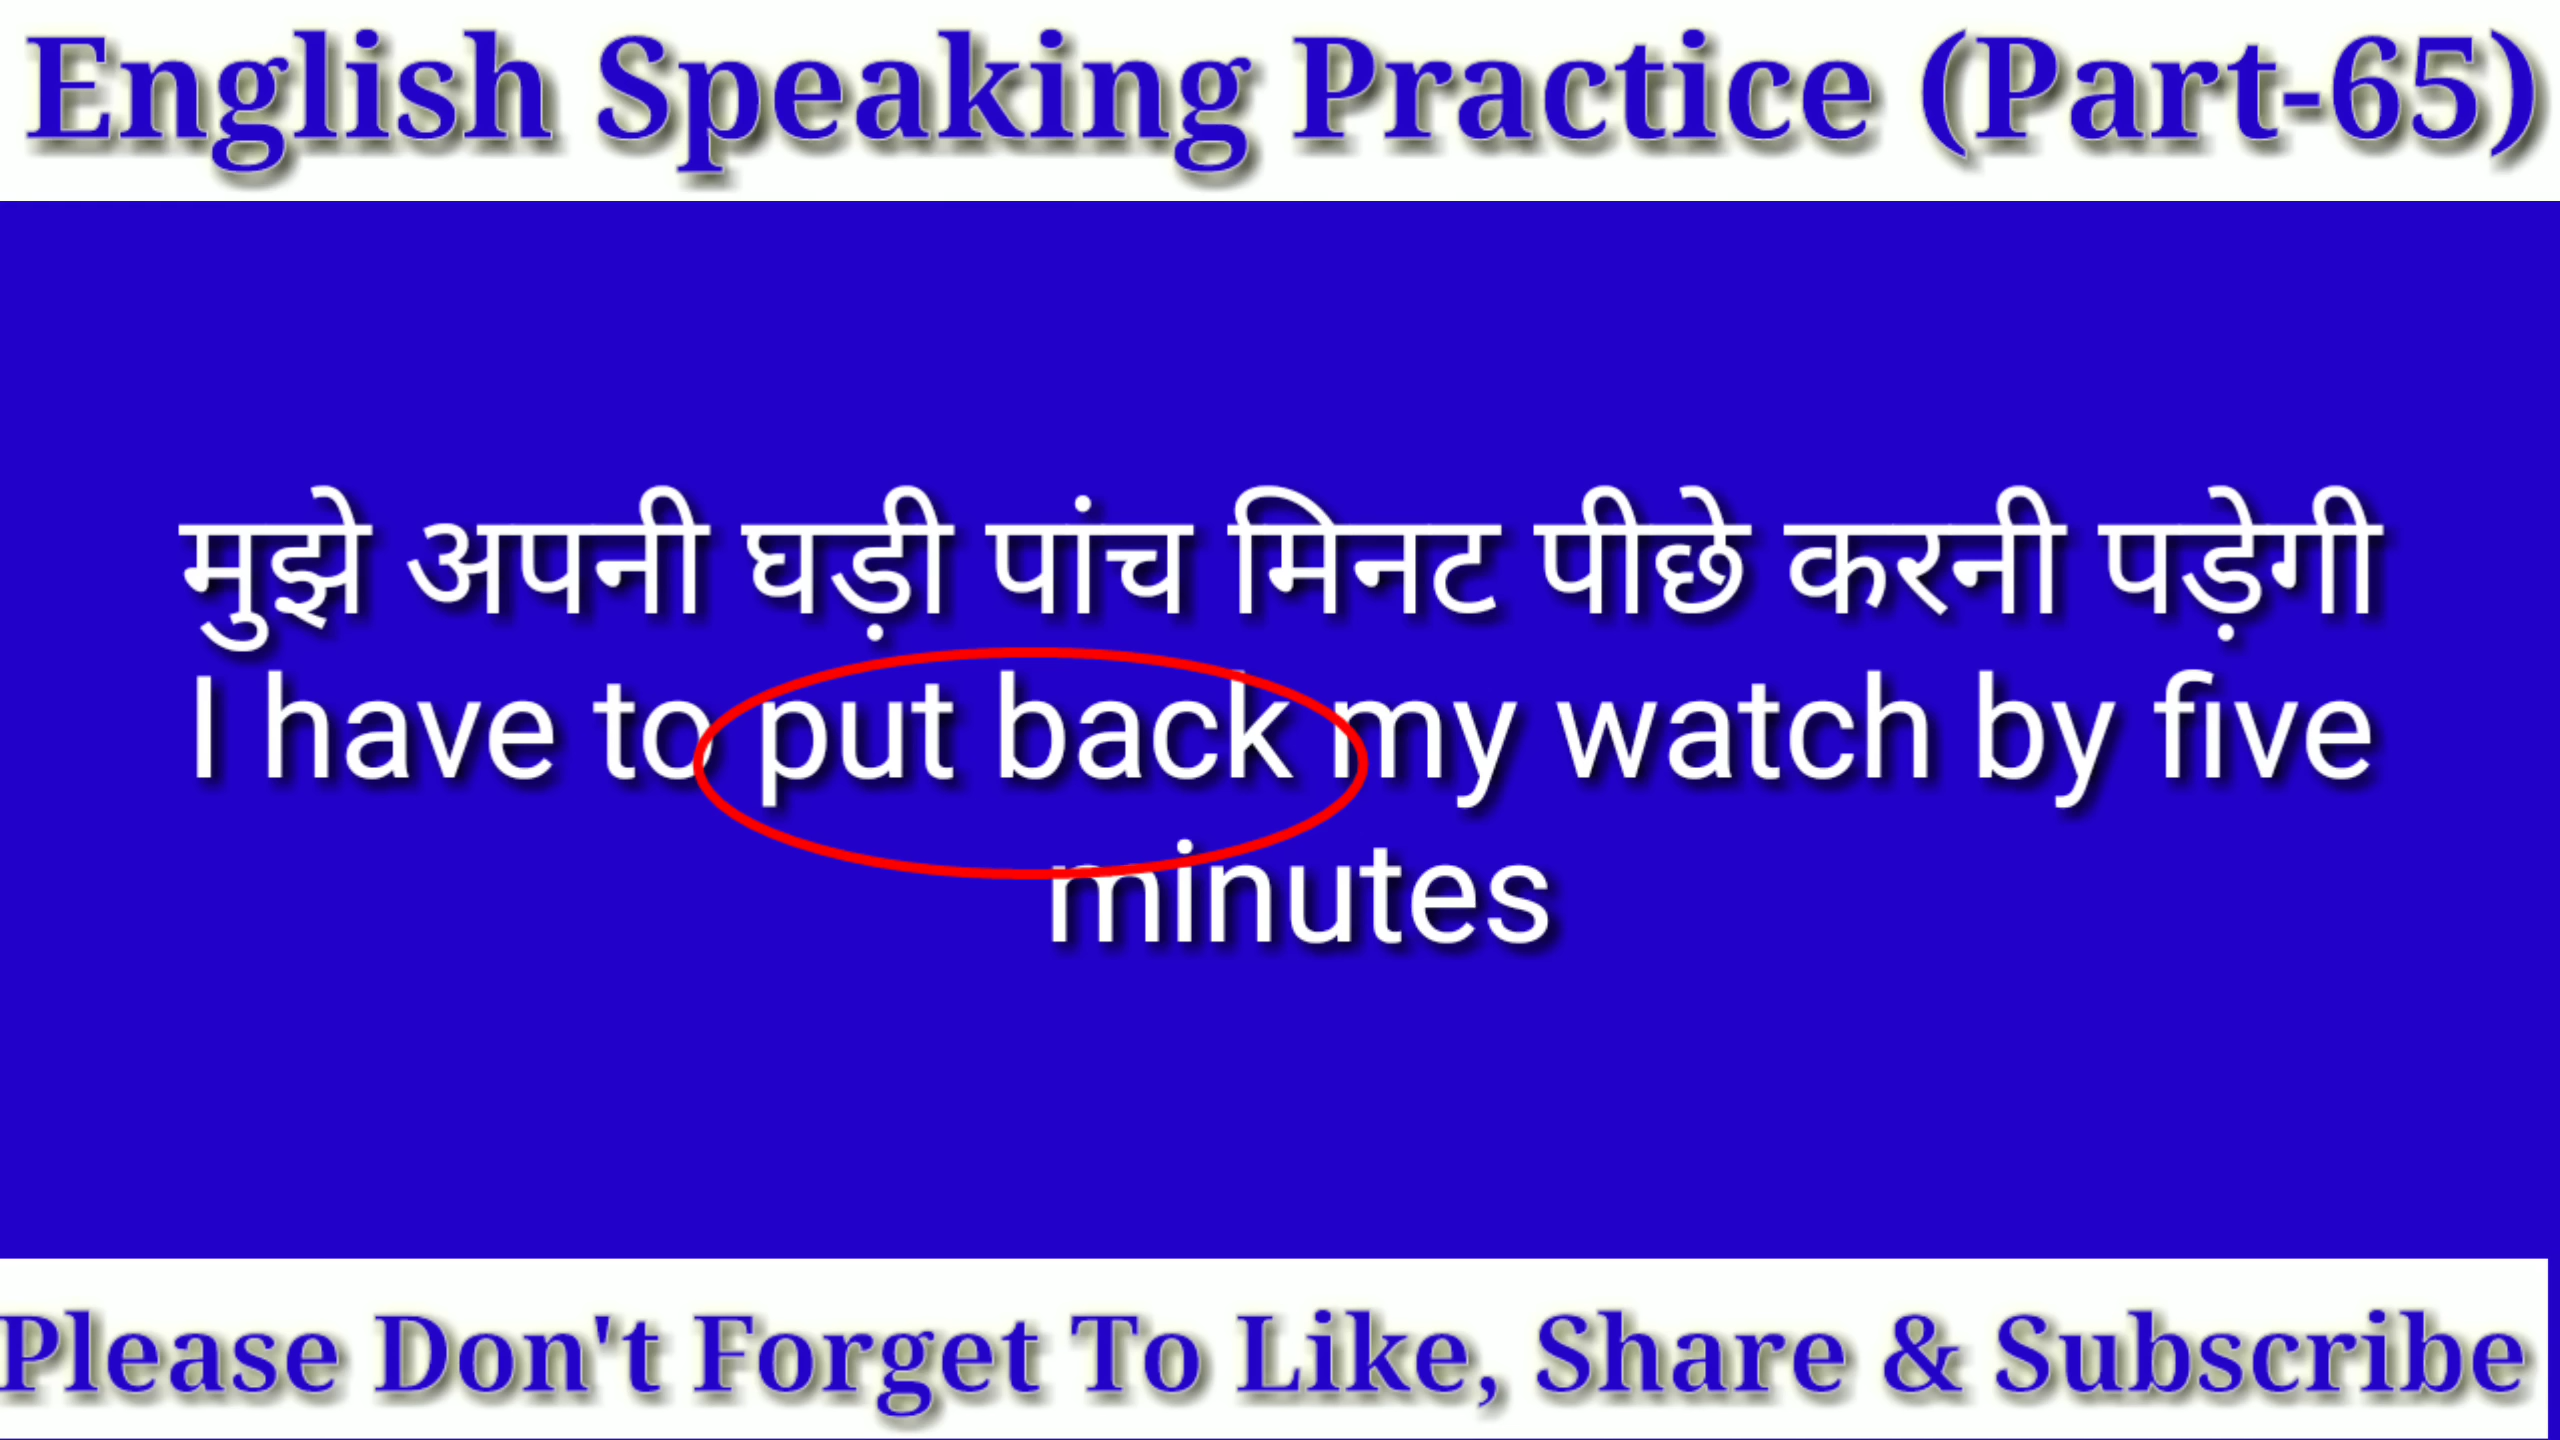 English Speaking Practice (Part-65)
मुझे अपनी घड़ी पांच मिनट पीछे करनी पड़ेगी
I have to put back my watch by five
minutes
Please Don't Forget To Like, Share & Subscribe